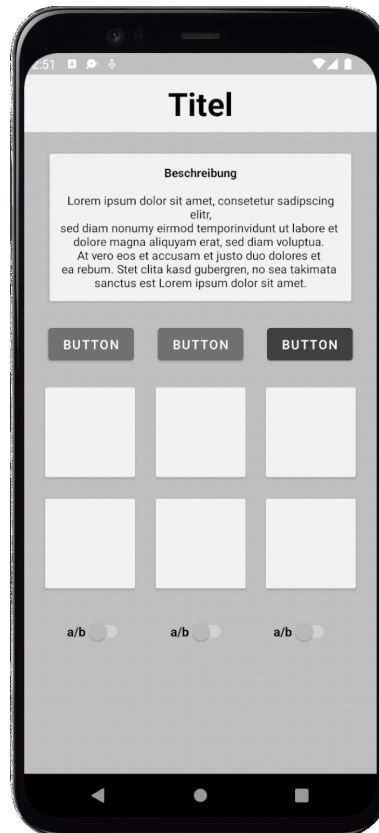 2:51
Titel
Beschreibung
Lorem ipsum dolor sit amet, consetetur sadipscing
elitr,
sed diam nonumy eirmod temporinvidunt ut labore et
dolore magna aliquyam erat, sed diam voluptua.
At vero eos et accusam et justo duo dolores et
ea rebum. Stet clita kasd gubergren, no sea takimata
sanctus est Lorem ipsum dolor sit amet.
BUTTON BUTTON BUTTON
a/b a/b a/b